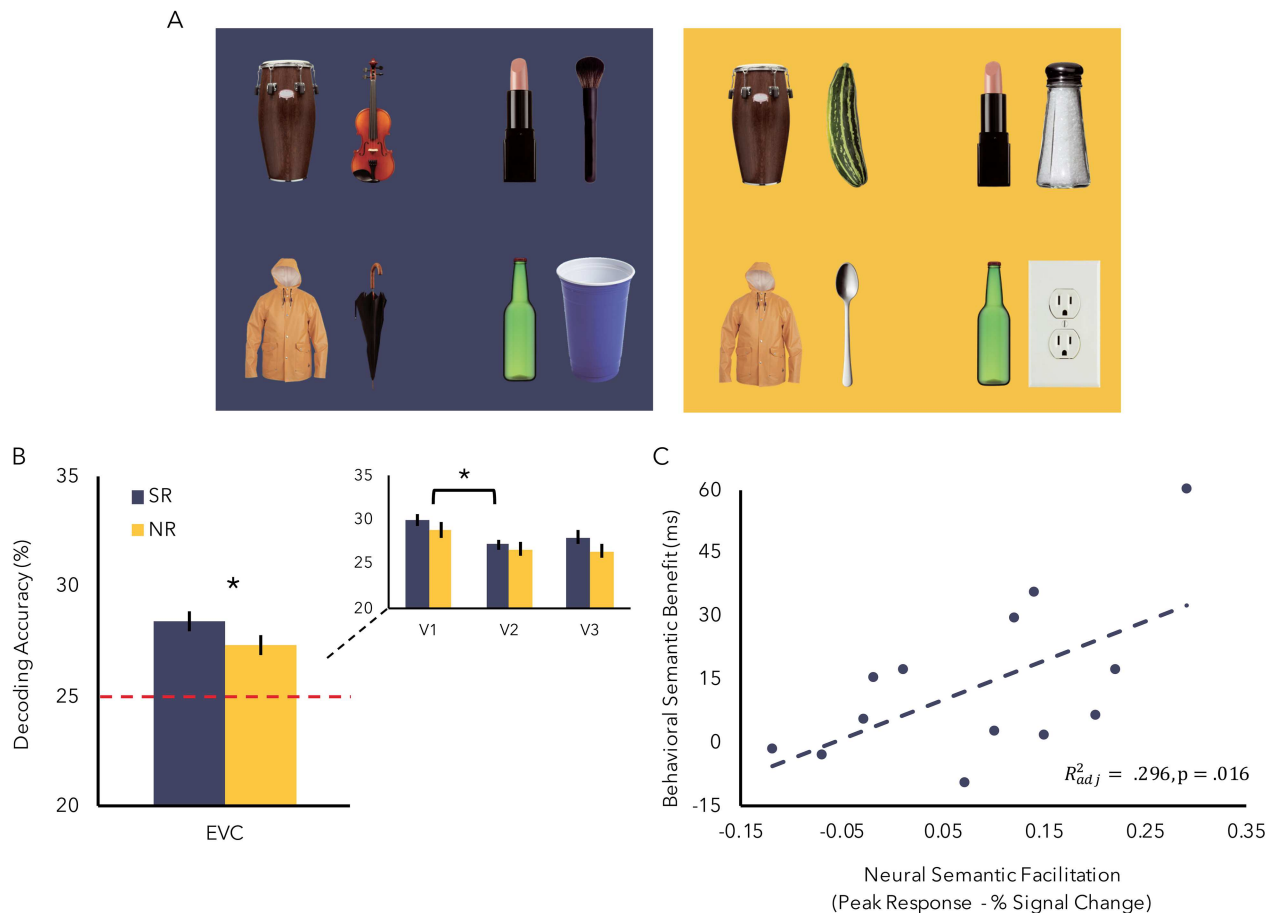 A
B
35
30
25
20
Decoding Accuracy (%)
SR
NR
*
EVC
35
30
25
20
*
V1 V2 V3
C
60
45
30
15
0
-15
Behavioral Semantic Benefit (ms)
R²adj = .296, p = .016
-0.15 -0.05 0.05 0.15 0.25 0.35
Neural Semantic Facilitation
(Peak Response - % Signal Change)